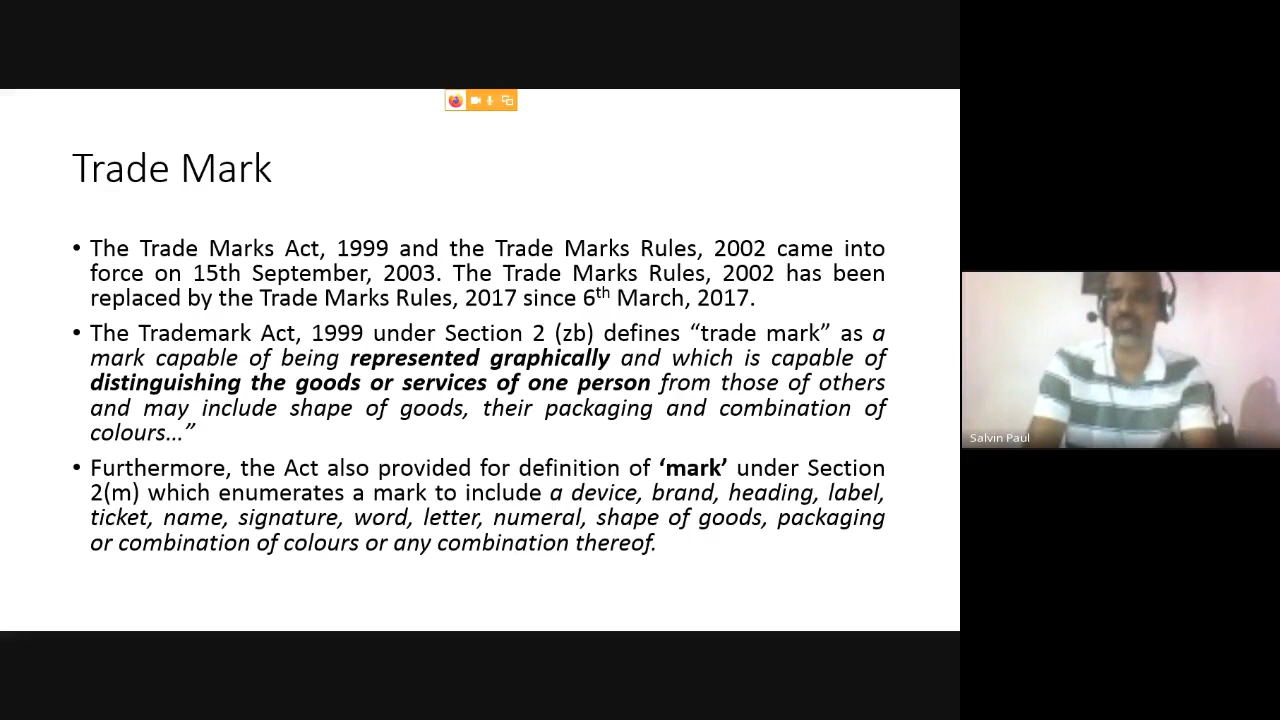 Trade Mark
• The Trade Marks Act, 1999 and the Trade Marks Rules, 2002 came into
force on 15th September, 2003. The Trade Marks Rules, 2002 has been
replaced by the Trade Marks Rules, 2017 since 6th March, 2017.
• The Trademark Act, 1999 under Section 2 (zb) defines “trade mark” as a
mark capable of being represented graphically and which is capable of
distinguishing the goods or services of one person from those of others
and may include shape of goods, their packaging and combination of
colours…”
• Furthermore, the Act also provided for definition of ‘mark’ under Section
2(m) which enumerates a mark to include a device, brand, heading, label,
ticket, name, signature, word, letter, numeral, shape of goods, packaging
or combination of colours or any combination thereof.
Salvin Paul